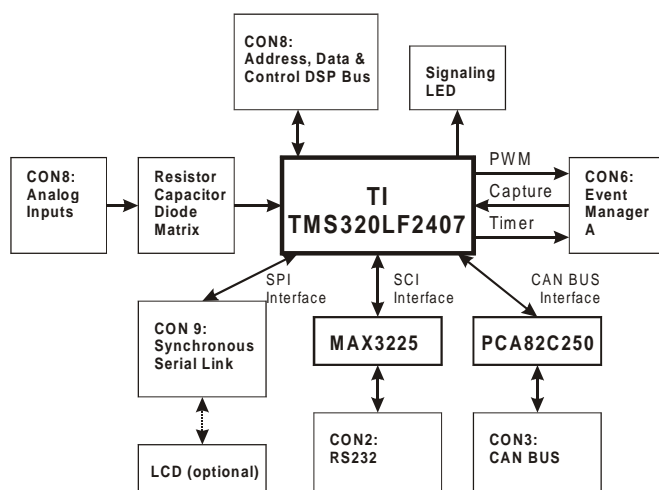 CON8:
Address, Data &
Control DSP Bus
Signaling
LED
CON8:
Analog
Inputs
Resistor
Capacitor
Diode
Matrix
TI
TMS320LF2407
PWM
Capture
Timer
CON6:
Event
Manager
A
SPI
Interface
SCI
Interface
CAN BUS
Interface
CON 9:
Synchronous
Serial Link
MAX3225
PCA82C250
LCD (optional)
CON2:
RS232
CON3:
CAN BUS